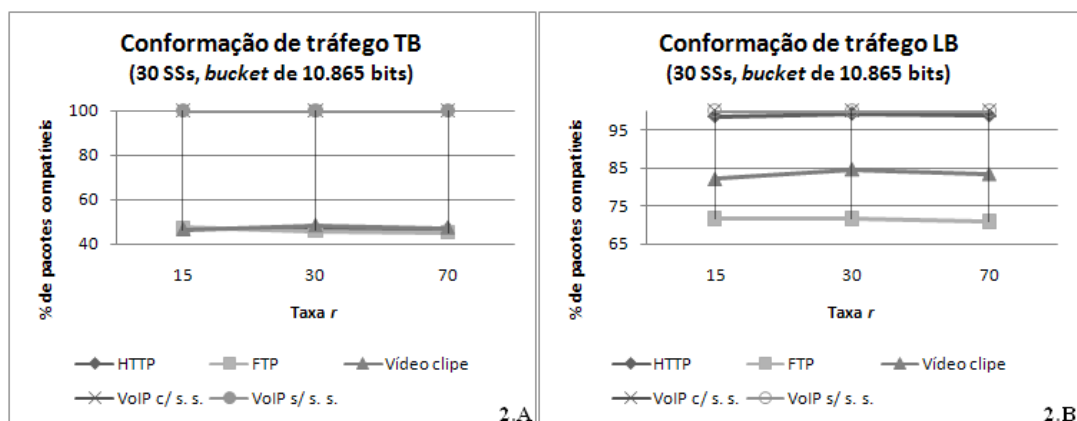 Conformação de tráfego TB
(30 SSs, bucket de 10.865 bits)
% de pacotes compatíveis
100
80
60
40
15 30 70
Taxa r
HTTP FTP Vídeo clipe
VoIP c/ s. s. VoIP s/ s. s.
2.A
Conformação de tráfego LB
(30 SSs, bucket de 10.865 bits)
% de pacotes compatíveis
95
85
75
65
15 30 70
Taxa r
HTTP FTP Vídeo clipe
VoIP c/ s. s. VoIP s/ s. s.
2.B